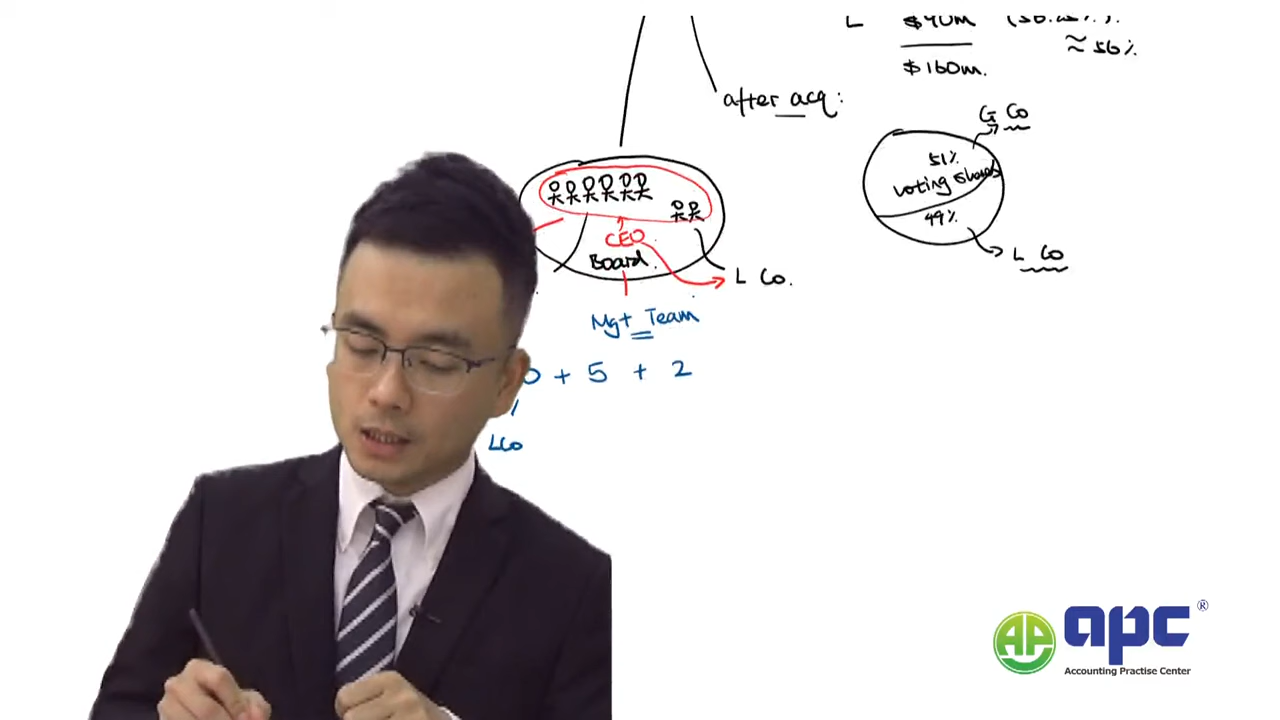 $160m.
≈ 56%
after acq:
G Co
51%
voting shares
49%
L Co
CEO
Board.
L Co.
Mgt Team
0 + 5 + 2
LCo
apc®
Accounting Practise Center